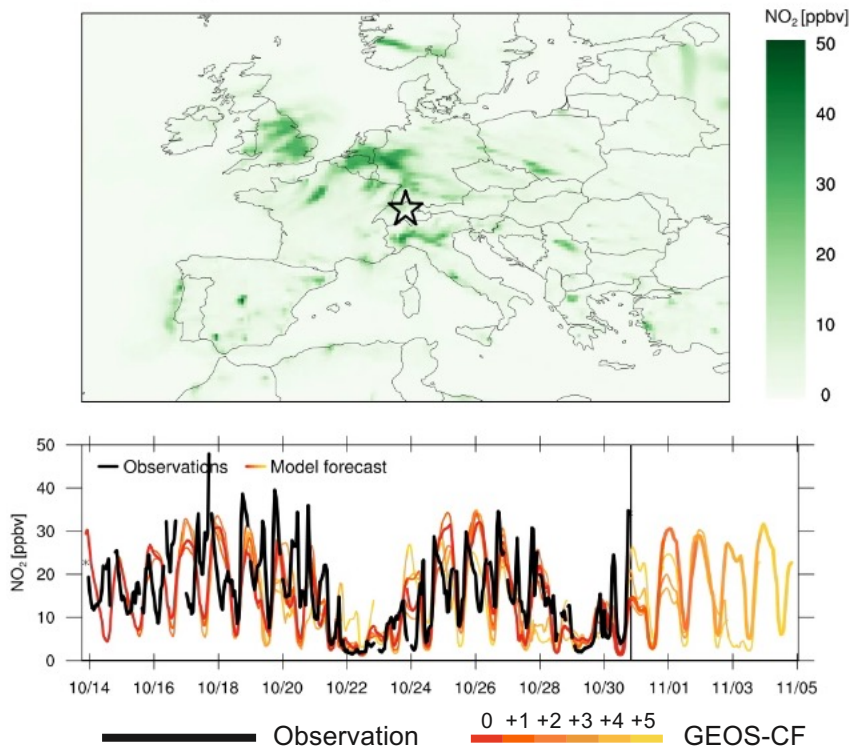 NO₂ [ppbv]
50
40
30
20
10
0
50
40
30
20
10
0
NO₂ [ppbv]
Observations
Model forecast
10/14 10/16 10/18 10/20 10/22 10/24 10/26 10/28 10/30 11/01 11/03 11/05
0 +1 +2 +3 +4 +5
Observation GEOS-CF